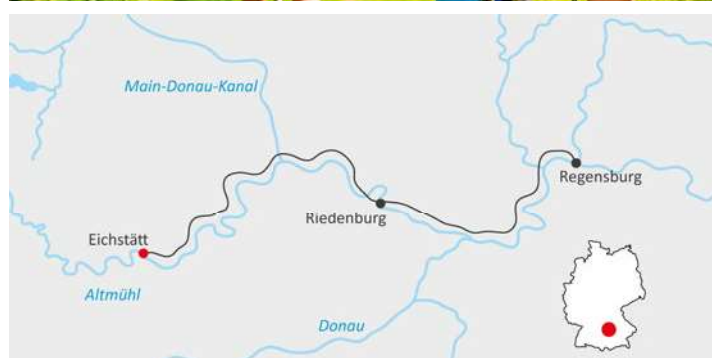 Main-Donau-Kanal
Regensburg
Riedenburg
Eichstätt
Altmühl
Donau